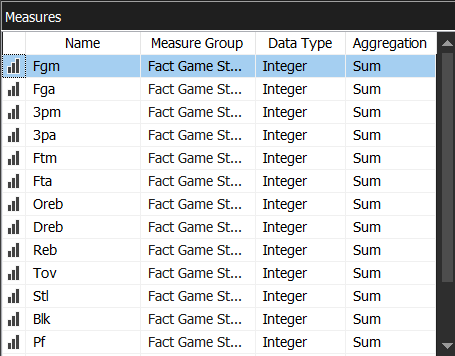 Measures
Name Measure Group Data Type Aggregation
Fgm Fact Game St... Integer Sum
Fga Fact Game St... Integer Sum
3pm Fact Game St... Integer Sum
3pa Fact Game St... Integer Sum
Ftm Fact Game St... Integer Sum
Fta Fact Game St... Integer Sum
Oreb Fact Game St... Integer Sum
Dreb Fact Game St... Integer Sum
Reb Fact Game St... Integer Sum
Tov Fact Game St... Integer Sum
Stl Fact Game St... Integer Sum
Blk Fact Game St... Integer Sum
Pf Fact Game St... Integer Sum